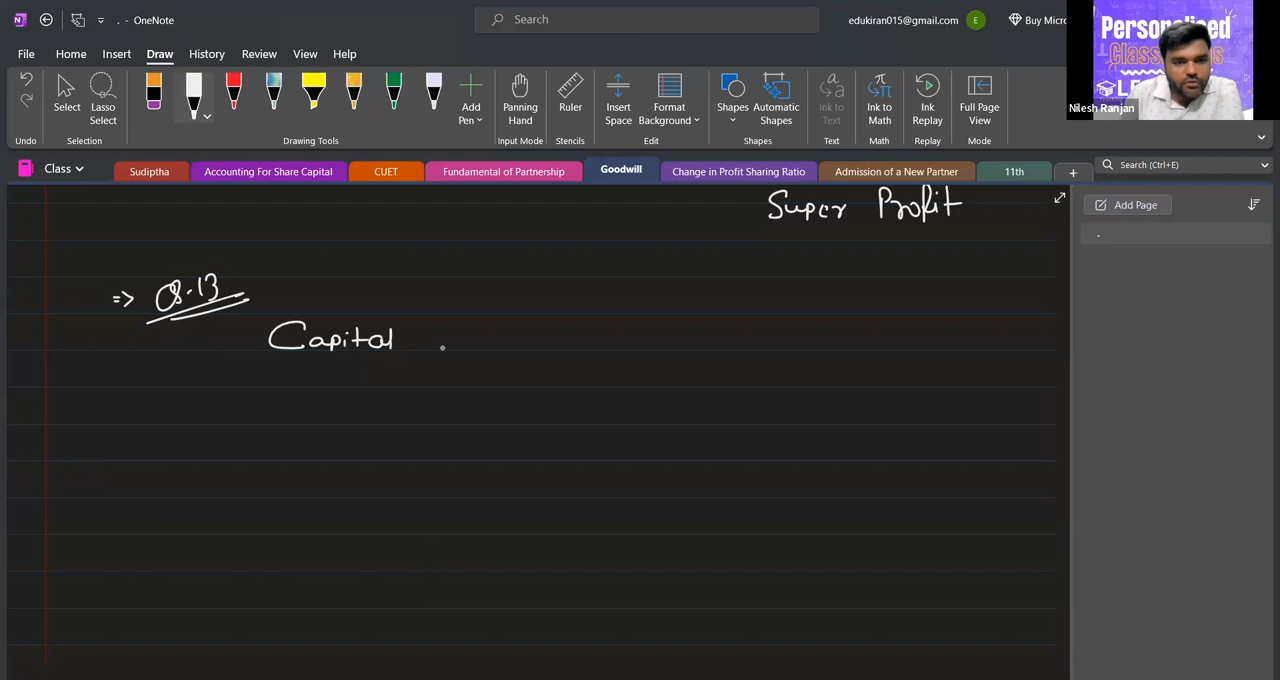 . - OneNote
Search
edukiran015@gmail.com
E
Buy Micr
File
Home
Insert
Draw
History
Review
View
Help
Undo
Select
Lasso Select
Selection
Drawing Tools
Add Pen
Panning Hand
Input Mode
Ruler
Stencils
Insert Space
Format Background
Edit
Shapes
Automatic Shapes
Shapes
Ink to Text
Text
Ink to Math
Math
Ink Replay
Replay
Full Page View
Mode
Personalised
Nilesh Ranjan
Class
Sudiptha
Accounting For Share Capital
CUET
Fundamental of Partnership
Goodwill
Change in Profit Sharing Ratio
Admission of a New Partner
11th
+
Search (Ctrl+E)
Add Page
.
Super Profit
=> Q.13
Capital